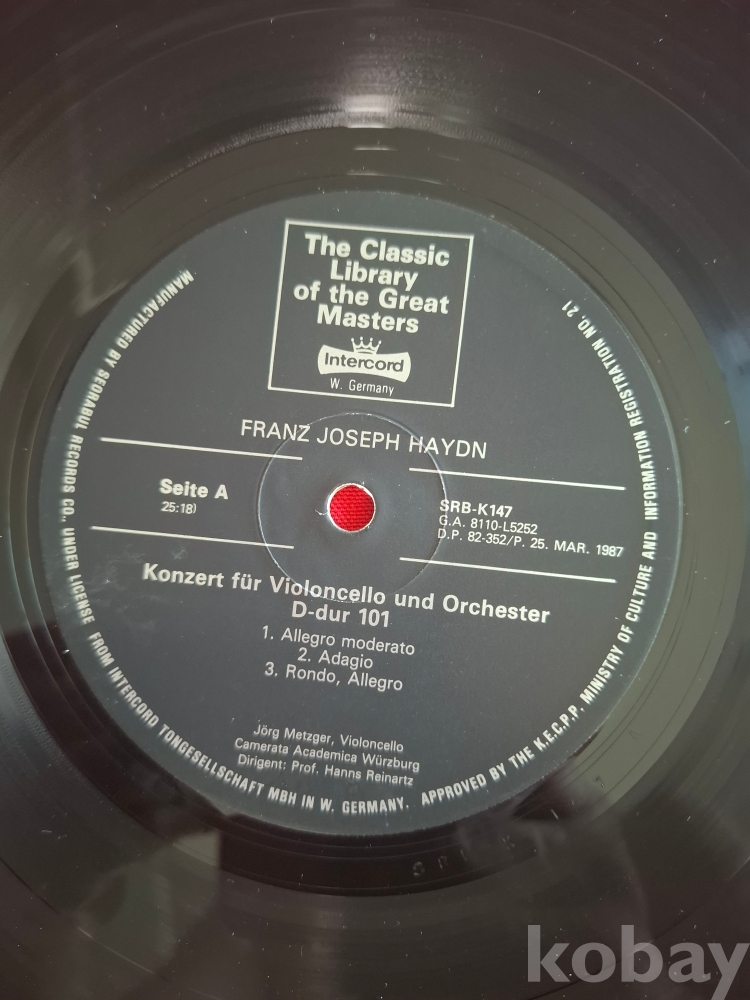 The Classic
Library
of the Great
Masters
Intercord
W. Germany
FRANZ JOSEPH HAYDN
Seite A
25:18)
SRB-K147
G.A. 8110-L5252
D.P. 82-352/P. 25. MAR. 1987
Konzert für Violoncello und Orchester
D-dur 101
1. Allegro moderato
2. Adagio
3. Rondo, Allegro
Jörg Metzger, Violoncello
Camerata Academica Würzburg
Dirigent: Prof. Hanns Reinartz
MANUFACTURED BY SEORABUL RECORDS CO., UNDER LICENSE FROM INTERCORD TONGESELLSCHAFT MBH IN W. GERMANY. APPROVED BY THE K.E.C.P.P. MINISTRY OF CULTURE AND INFORMATION REGISTRATION NO. 21
kobay